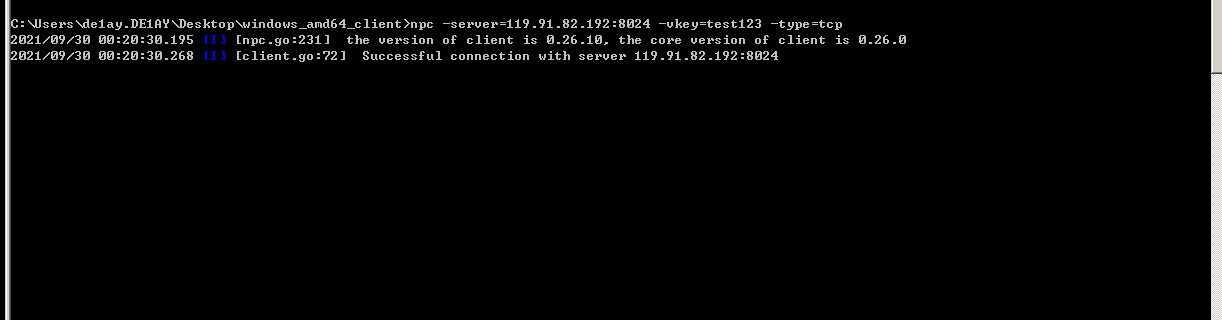 C:\Users\de1ay.DE1AY\Desktop\windows_amd64_client>npc -server=119.91.82.192:8024 -vkey=test123 -type=tcp
2021/09/30 00:20:30.195 [I] [npc.go:231]  the version of client is 0.26.10, the core version of client is 0.26.0
2021/09/30 00:20:30.268 [I] [client.go:72]  Successful connection with server 119.91.82.192:8024